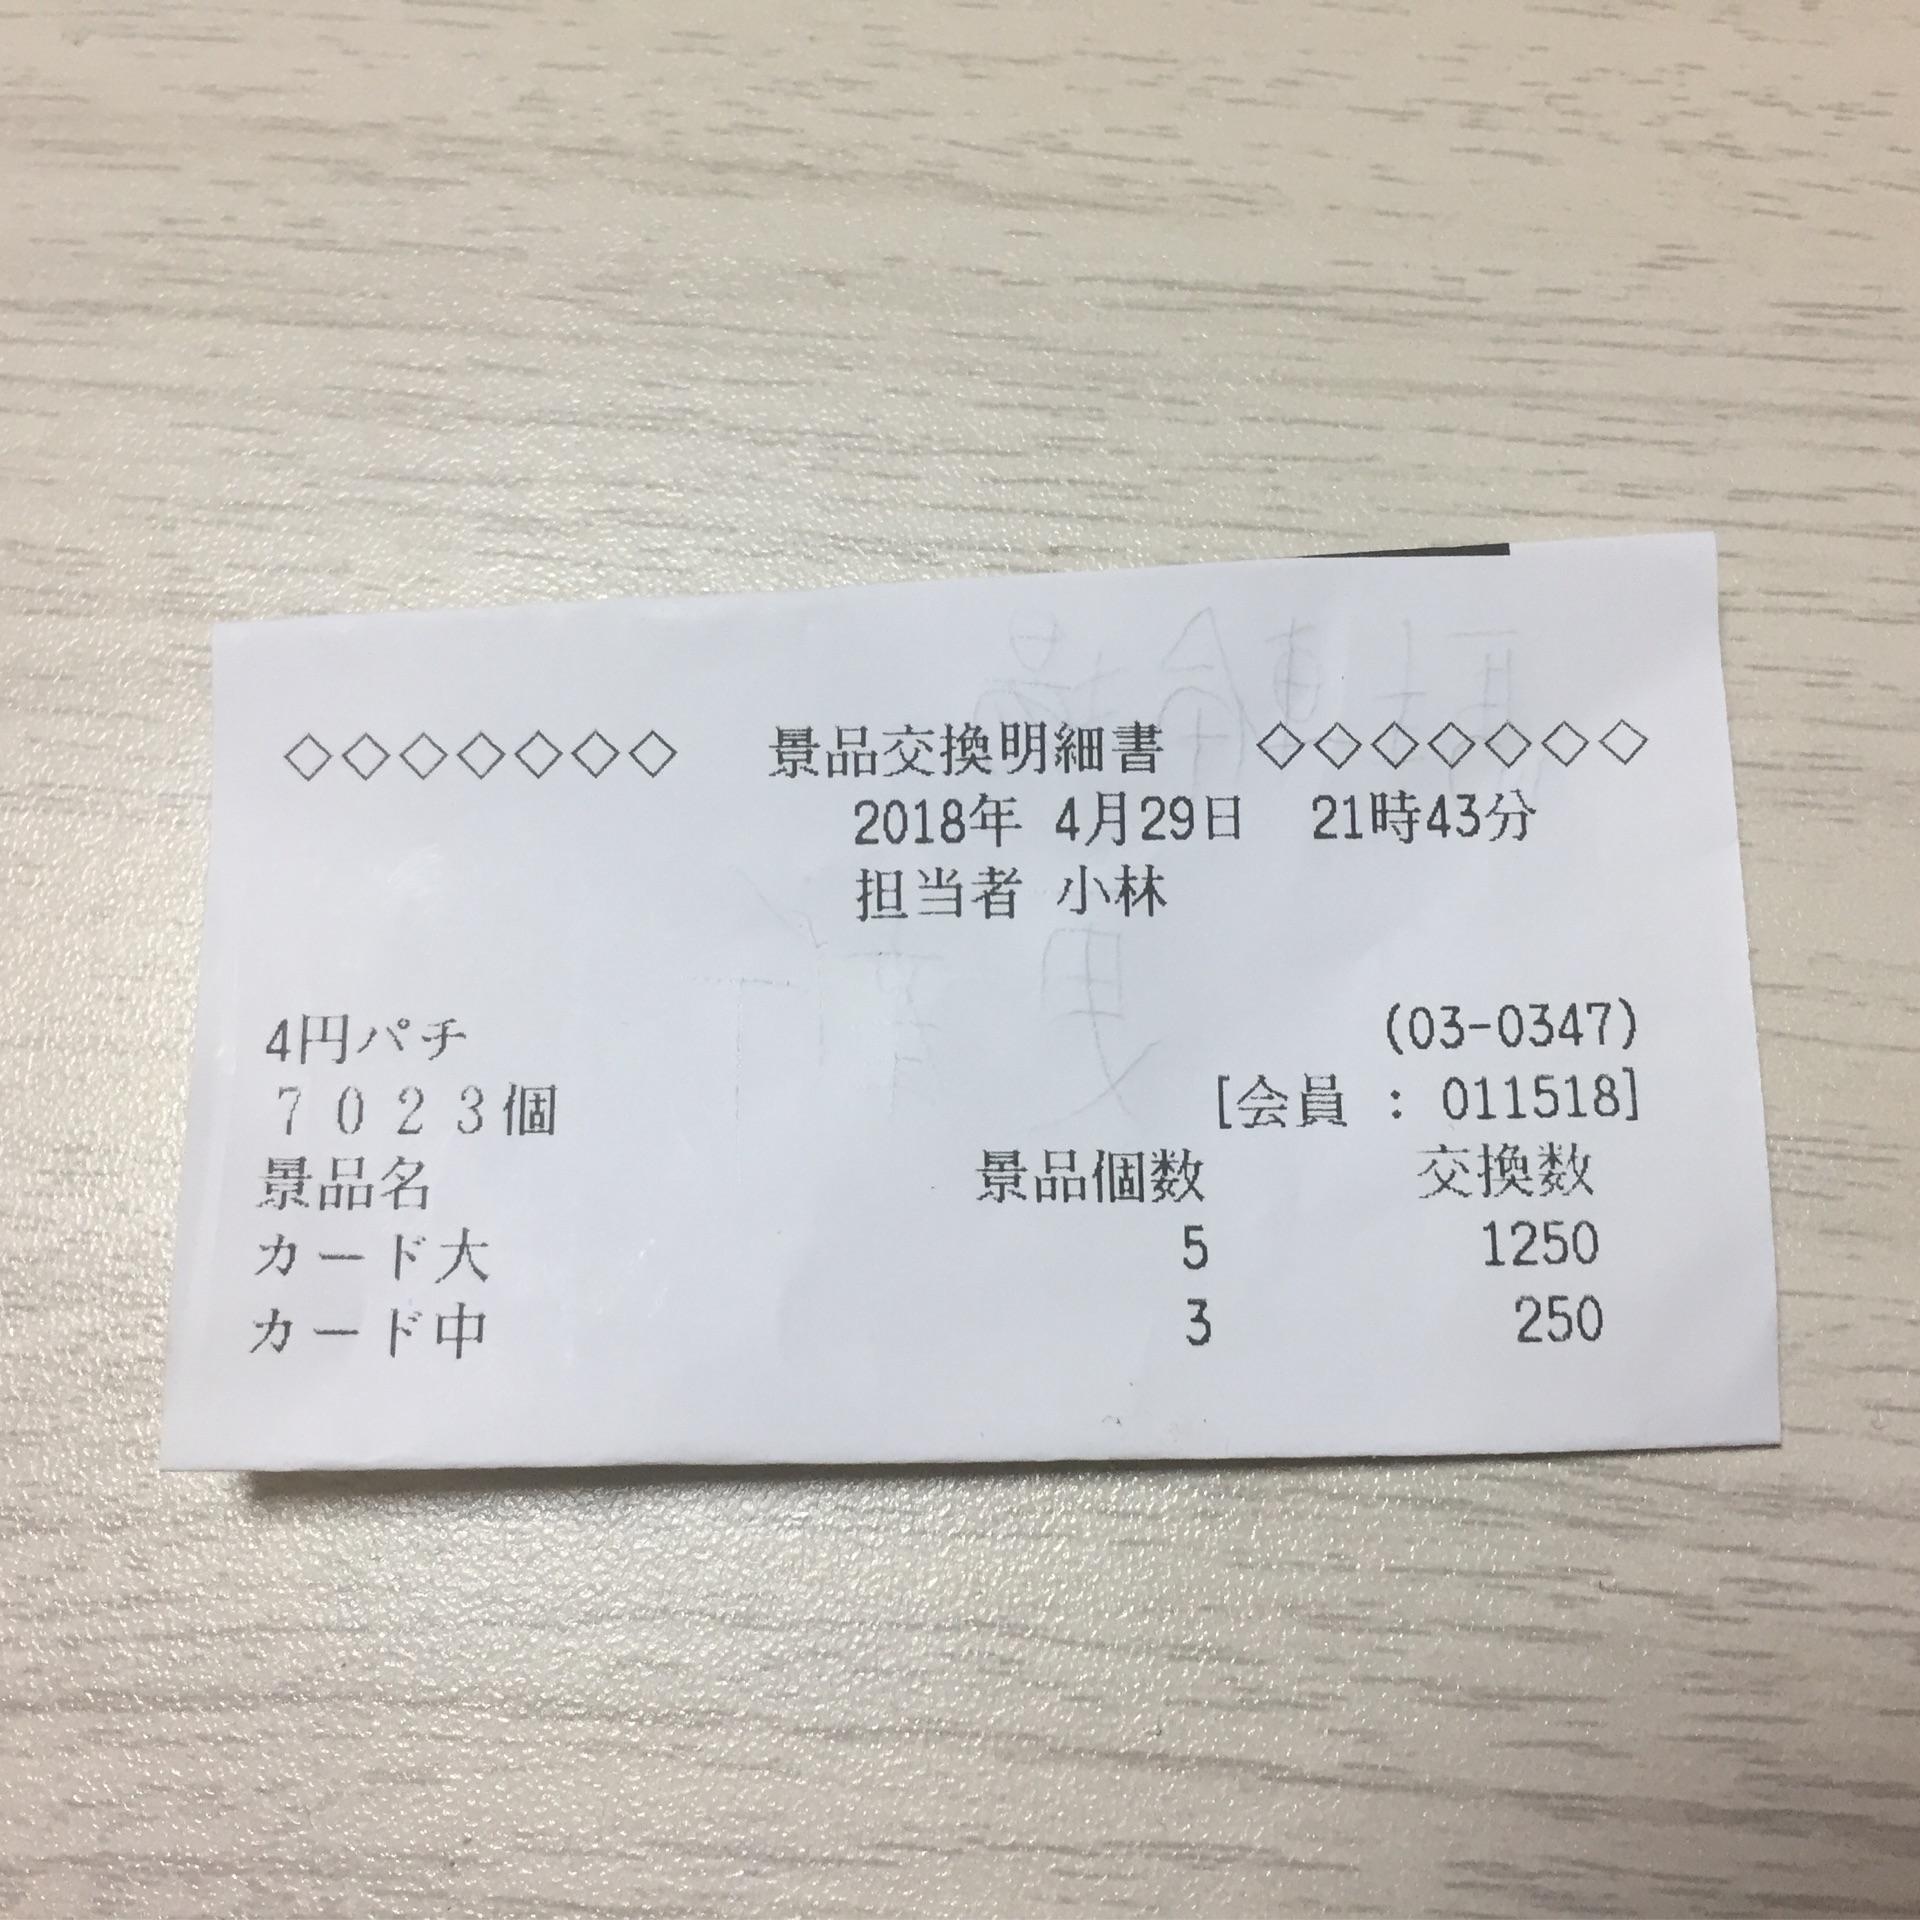 ◇◇◇◇◇◇◇ 景品交換明細書 ◇◇◇◇◇◇◇
2018年 4月29日 21時43分
担当者 小林
4円パチ (03-0347)
7023個 [会員 : 011518]
景品名 景品個数 交換数
カード大 5 1250
カード中 3 250